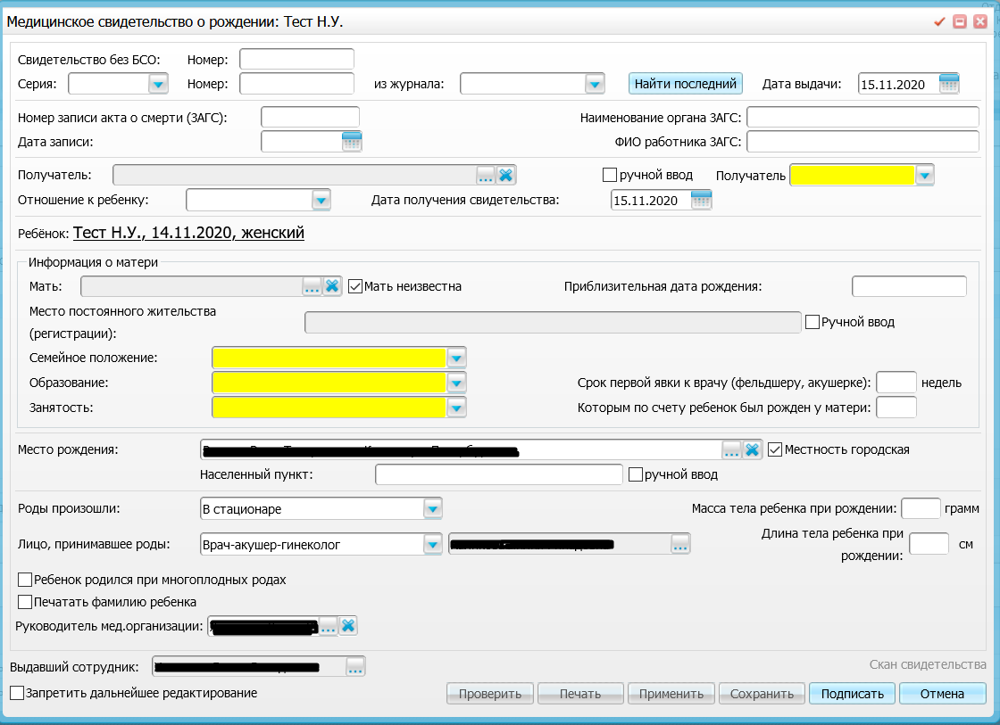 Медицинское свидетельство о рождении: Тест Н.У.
Свидетельство без БСО: Номер:
Серия: Номер: из журнала: Найти последний Дата выдачи: 15.11.2020
Номер записи акта о смерти (ЗАГС): Наименование органа ЗАГС:
Дата записи: ФИО работника ЗАГС:
Получатель: ... ручной ввод Получатель
Отношение к ребенку: Дата получения свидетельства: 15.11.2020
Ребёнок: Тест Н.У., 14.11.2020, женский
Информация о матери
Мать: ... Мать неизвестна Приблизительная дата рождения:
Место постоянного жительства
(регистрации): Ручной ввод
Семейное положение:
Образование: Срок первой явки к врачу (фельдшеру, акушерке): недель
Занятость: Которым по счету ребенок был рожден у матери:
Место рождения: ... Местность городская
Населенный пункт: ручной ввод
Роды произошли: В стационаре Масса тела ребенка при рождении: грамм
Лицо, принимавшее роды: Врач-акушер-гинеколог ... Длина тела ребенка при
рождении: см
Ребенок родился при многоплодных родах
Печатать фамилию ребенка
Руководитель мед.организации: ...
Выдавший сотрудник: ... Скан свидетельства
Запретить дальнейшее редактирование Проверить Печать Применить Сохранить Подписать Отмена